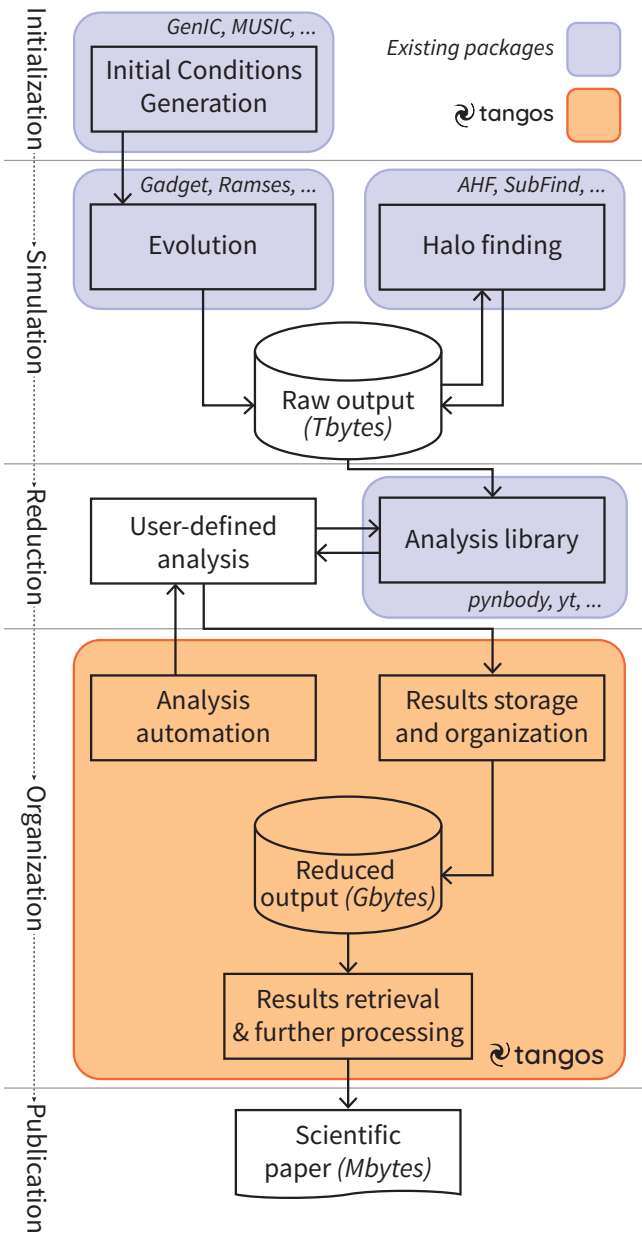 Initialization
GenIC, MUSIC, ...
Initial Conditions
Generation
Existing packages
tangos
Simulation
Gadget, Ramses, ...
Evolution
AHF, SubFind, ...
Halo finding
Raw output
(Tbytes)
Reduction
User-defined
analysis
Analysis library
pynbody, yt, ...
Organization
Analysis
automation
Results storage
and organization
Reduced
output (Gbytes)
Results retrieval
& further processing
tangos
Publication
Scientific
paper (Mbytes)